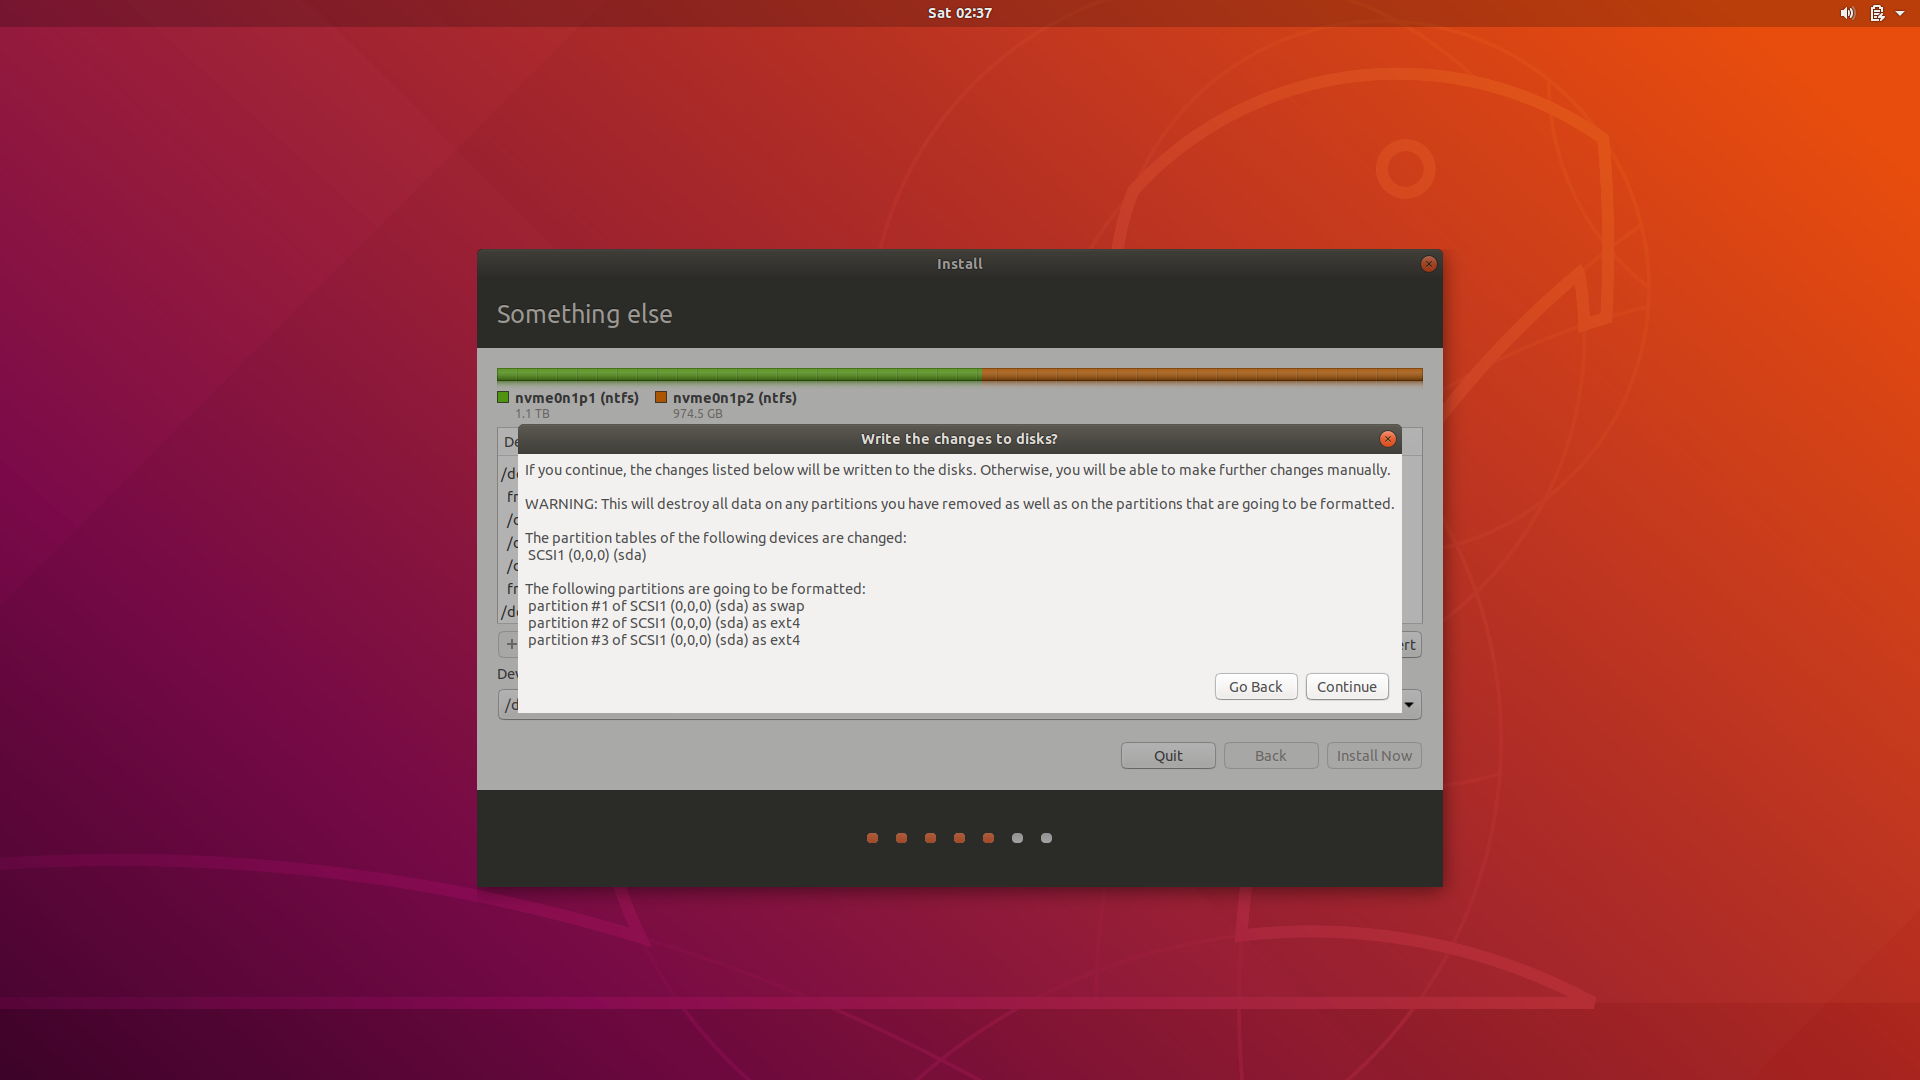 Sat 02:37
Install
Something else
nvme0n1p1 (ntfs)
1.1 TB
nvme0n1p2 (ntfs)
974.5 GB
Write the changes to disks?
If you continue, the changes listed below will be written to the disks. Otherwise, you will be able to make further changes manually.
WARNING: This will destroy all data on any partitions you have removed as well as on the partitions that are going to be formatted.
The partition tables of the following devices are changed:
SCSI1 (0,0,0) (sda)
The following partitions are going to be formatted:
partition #1 of SCSI1 (0,0,0) (sda) as swap
partition #2 of SCSI1 (0,0,0) (sda) as ext4
partition #3 of SCSI1 (0,0,0) (sda) as ext4
Go Back Continue
Quit Back Install Now